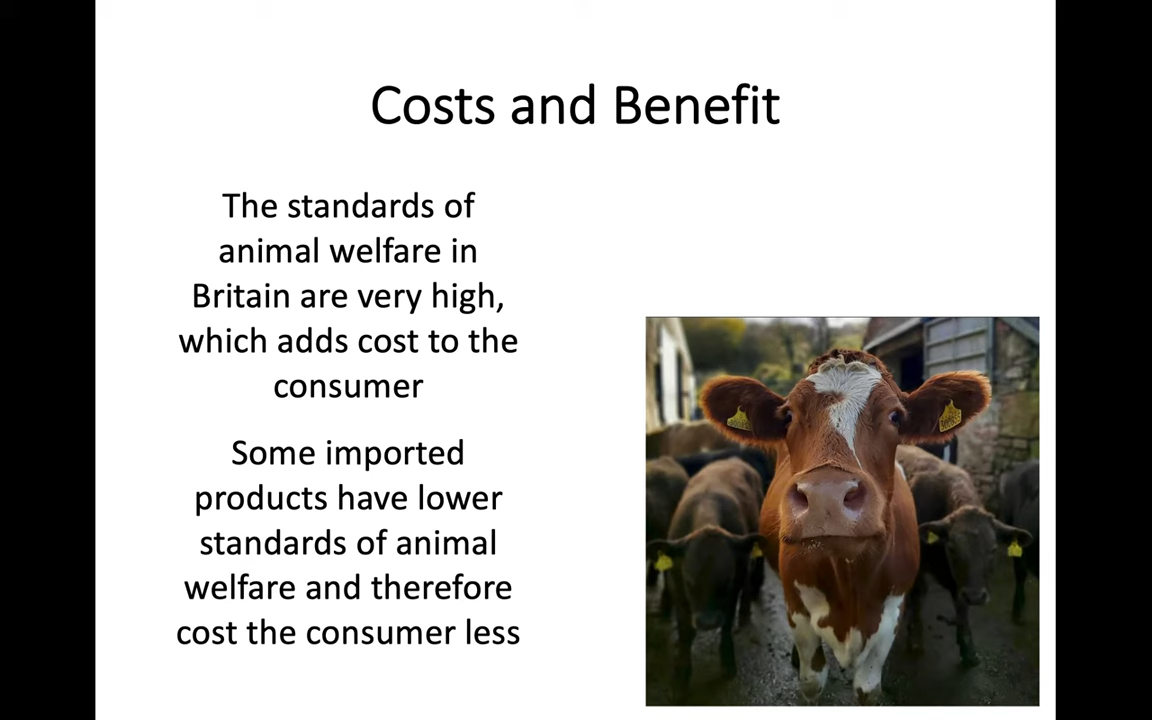 Costs and Benefit
The standards of
animal welfare in
Britain are very high,
which adds cost to the
consumer
Some imported
products have lower
standards of animal
welfare and therefore
cost the consumer less